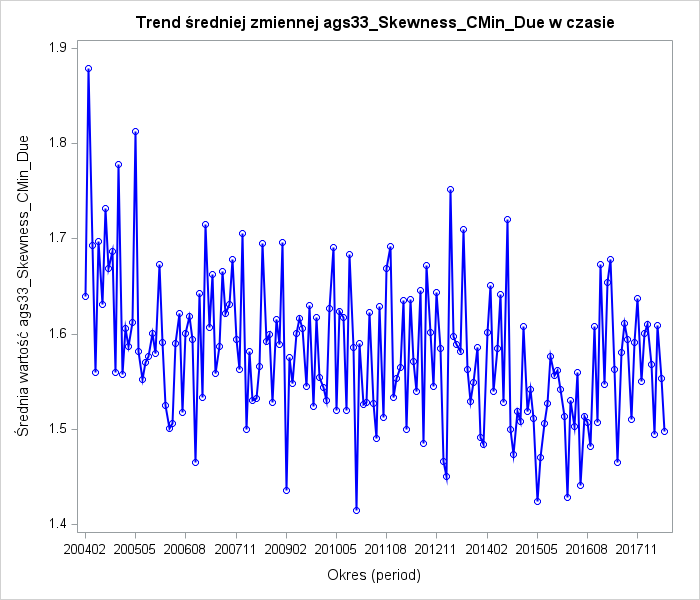 Trend średniej zmiennej ags33_Skewness_CMin_Due w czasie
Średnia wartość ags33_Skewness_CMin_Due
1.9
1.8
1.7
1.6
1.5
1.4
200402 200505 200608 200711 200902 201005 201108 201211 201402 201505 201608 201711
Okres (period)